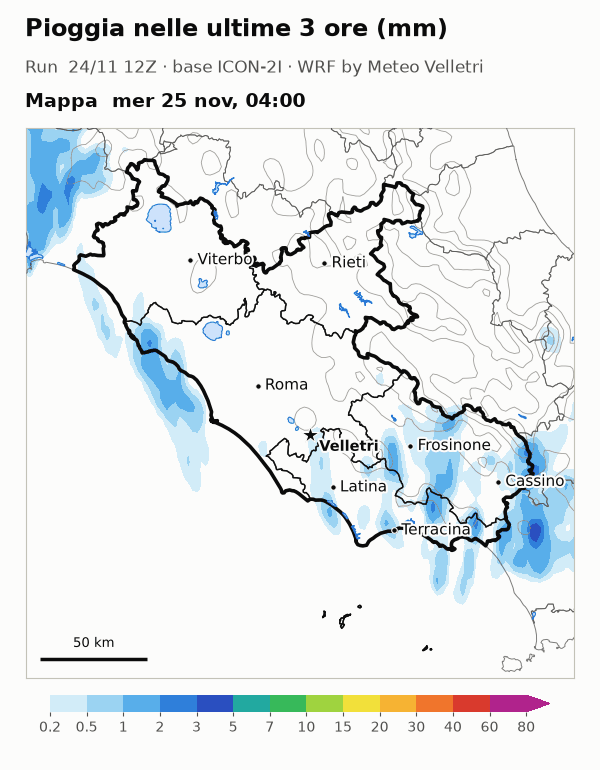 Pioggia nelle ultime 3 ore (mm)
Run  24/11 12Z · base ICON-2I · WRF by Meteo Velletri
Mappa  mer 25 nov, 04:00
Viterbo
Rieti
Roma
Velletri
Frosinone
Cassino
Latina
Terracina
50 km
0.2 0.5 1 2 3 5 7 10 15 20 30 40 60 80